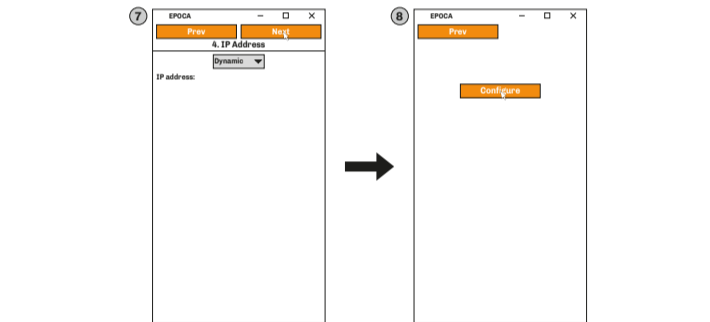 7
EPOCA
Prev Next
4. IP Address
Dynamic
IP address:
8
EPOCA
Prev
Configure